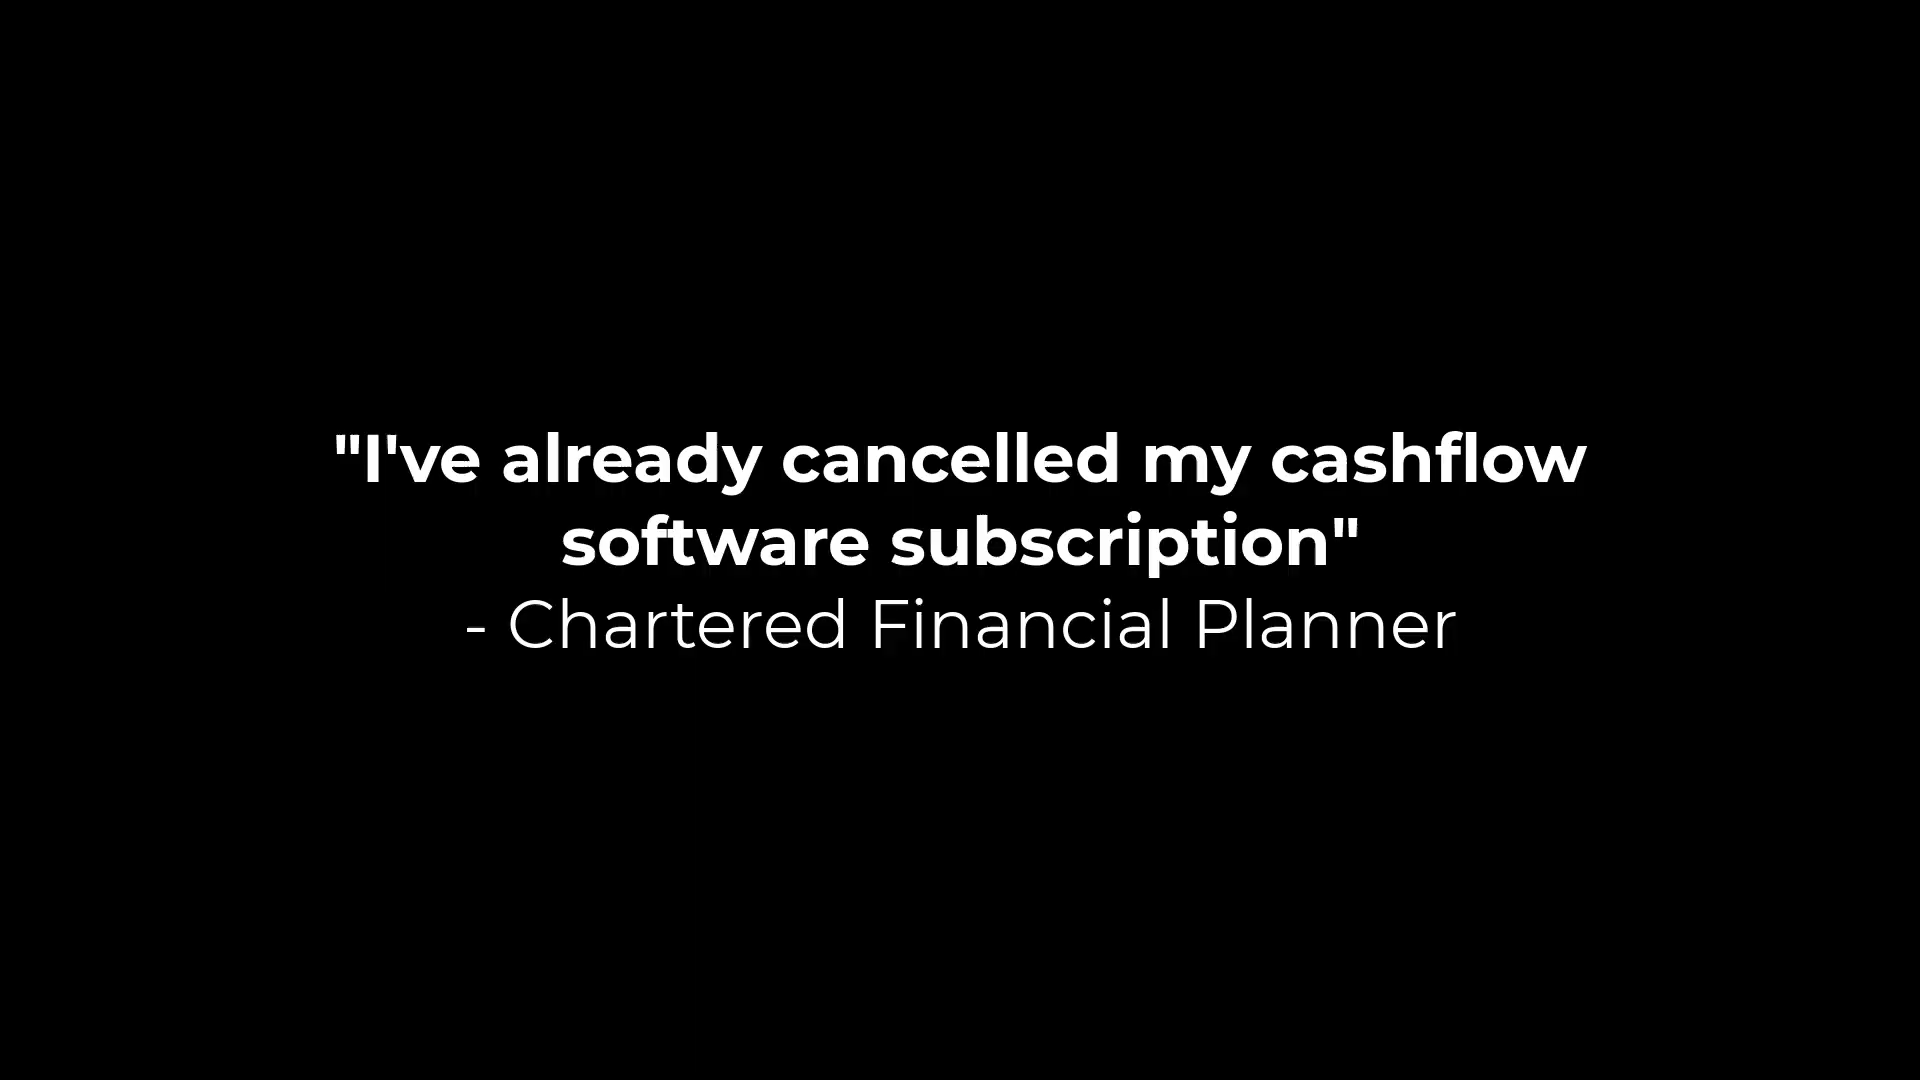 "I've already cancelled my cashflow
software subscription"
- Chartered Financial Planner